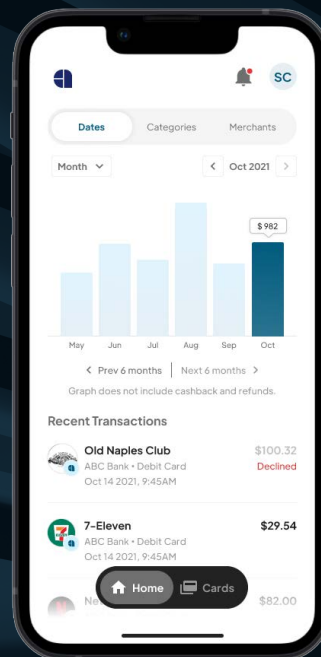 SC
Dates Categories Merchants
Month Oct 2021
$982
May Jun Jul Aug Sep Oct
Prev 6 months Next 6 months
Graph does not include cashback and refunds.
Recent Transactions
Old Naples Club $100.32
ABC Bank • Debit Card Declined
Oct 14 2021, 9:45AM
7-Eleven $29.54
ABC Bank • Debit Card
Oct 14 2021, 9:45AM
Home Cards
$82.00